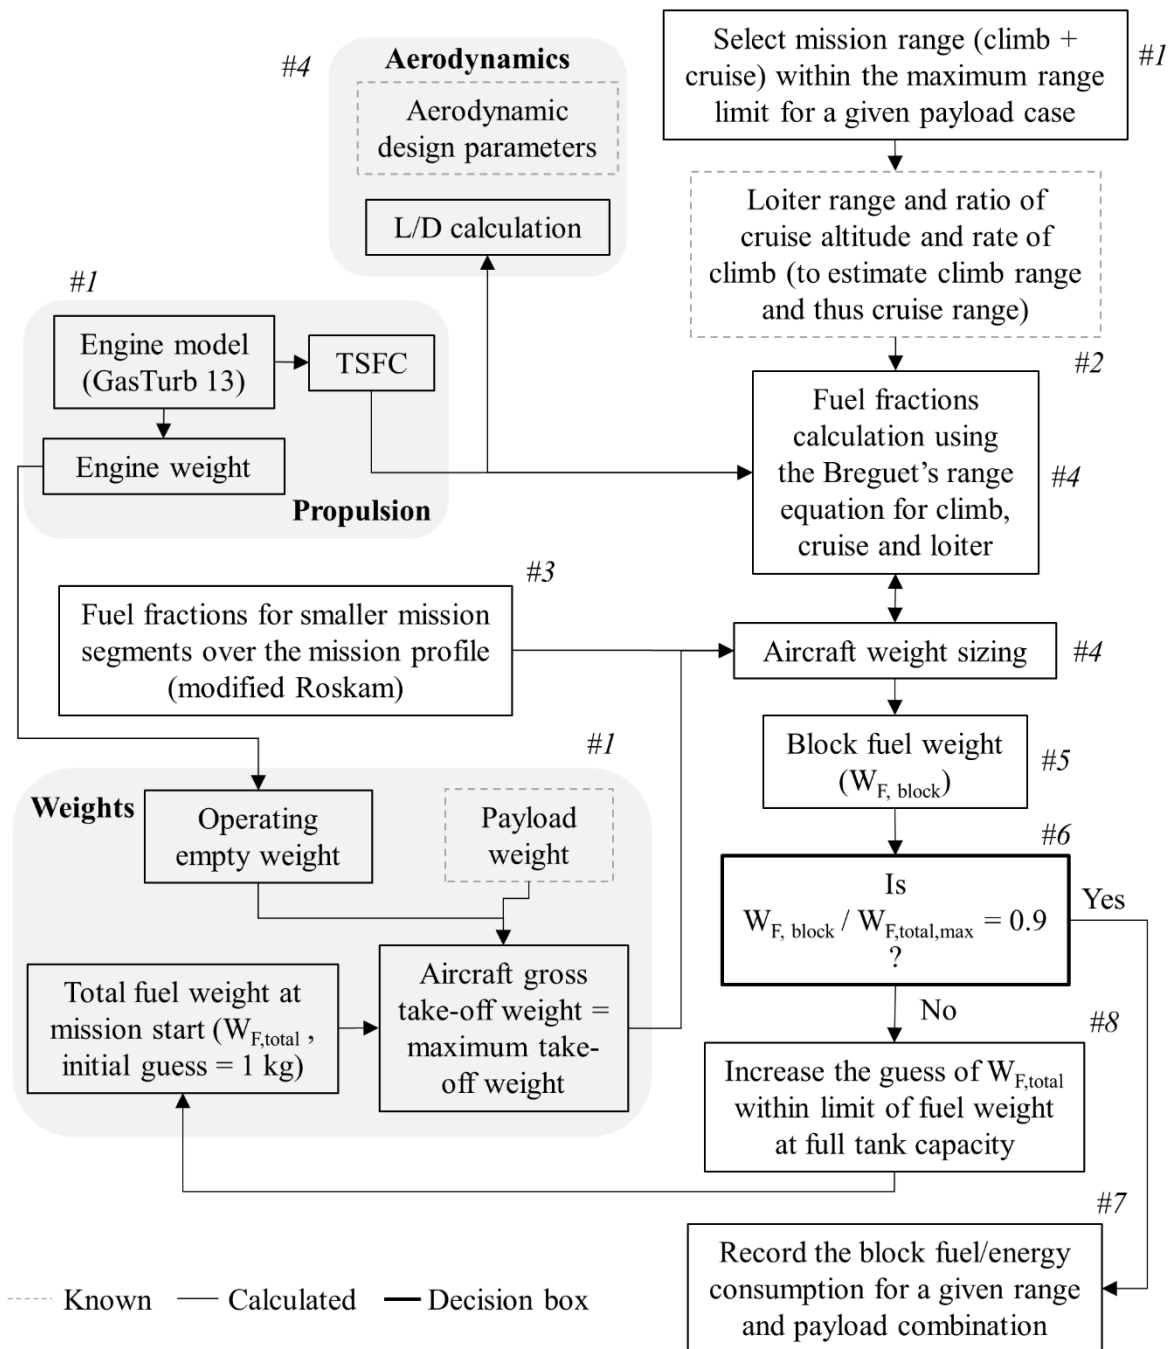 #4
Aerodynamics
Aerodynamic
design parameters
L/D calculation
Select mission range (climb +
cruise) within the maximum range
limit for a given payload case
#1
Loiter range and ratio of
cruise altitude and rate of
climb (to estimate climb range
and thus cruise range)
#1
Engine model
(GasTurb 13)
TSFC
Engine weight
Propulsion
#2
Fuel fractions
calculation using
the Breguet's range
equation for climb,
cruise and loiter
#4
#3
Fuel fractions for smaller mission
segments over the mission profile
(modified Roskam)
Aircraft weight sizing
#4
Block fuel weight
(W_F, block)
#5
#1
Weights
Operating
empty weight
Payload
weight
Total fuel weight at
mission start (W_F,total ,
initial guess = 1 kg)
Aircraft gross
take-off weight =
maximum take-
off weight
#6
Is
W_F, block / W_F,total,max = 0.9
?
Yes
No
#8
Increase the guess of W_F,total
within limit of fuel weight
at full tank capacity
#7
Record the block fuel/energy
consumption for a given range
and payload combination
Known
Calculated
Decision box